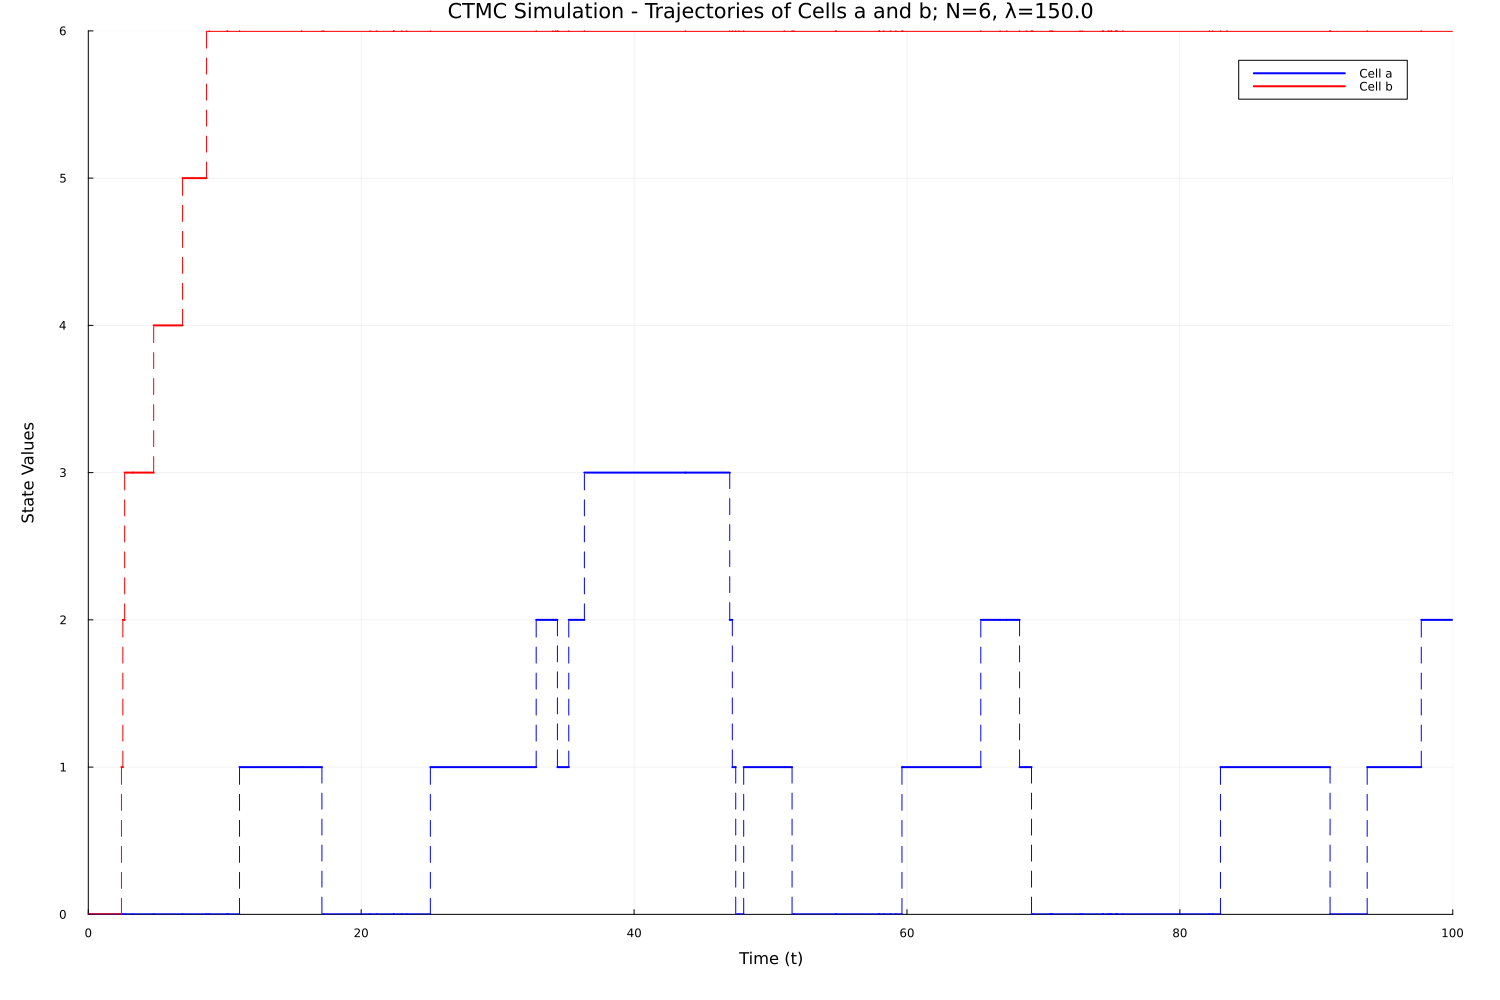 CTMC Simulation - Trajectories of Cells a and b; N=6, λ=150.0
Cell a
Cell b
State Values
6
5
4
3
2
1
0
0 20 40 60 80 100
Time (t)